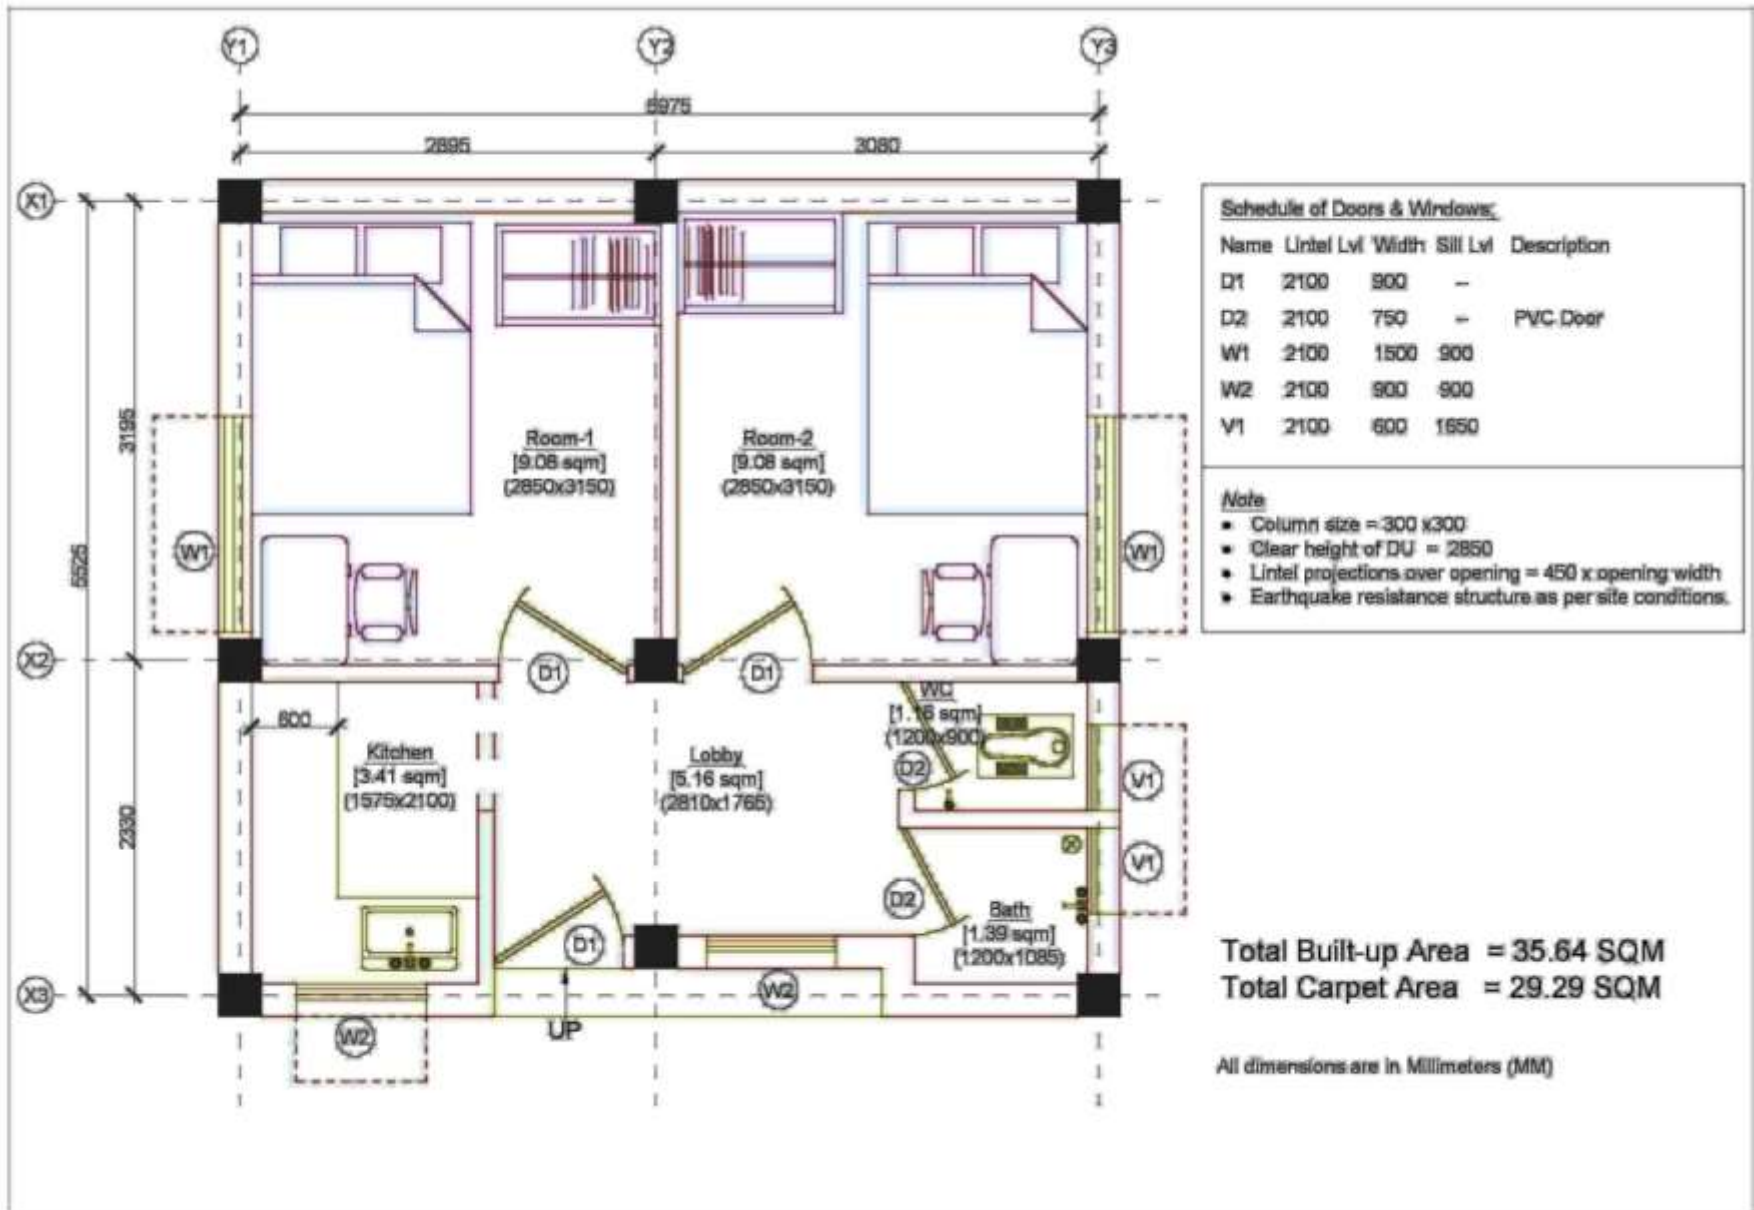 Y1 Y2 Y3
5975
2895 3080
X1
X2
X3
3195
5525
2330
Room-1
[9.08 sqm]
(2850x3150)
Room-2
[9.08 sqm]
(2850x3150)
W1
W1
D1
D1
600
Kitchen
[3.41 sqm]
(1575x2100)
Lobby
[5.16 sqm]
(2810x1765)
WC
[1.16 sqm]
(1200x900)
D2
V1
V1
D2
Bath
[1.39 sqm]
(1200x1085)
D1
W2
W2
UP
Schedule of Doors & Windows;
Name Lintel Lvl Width Sill Lvl Description
D1 2100 900 --
D2 2100 750 -- PVC Door
W1 2100 1500 900
W2 2100 900 900
V1 2100 600 1650
Note
• Column size = 300 x300
• Clear height of DU = 2850
• Lintel projections over opening = 450 x opening width
• Earthquake resistance structure as per site conditions.
Total Built-up Area = 35.64 SQM
Total Carpet Area = 29.29 SQM
All dimensions are in Millimeters (MM)